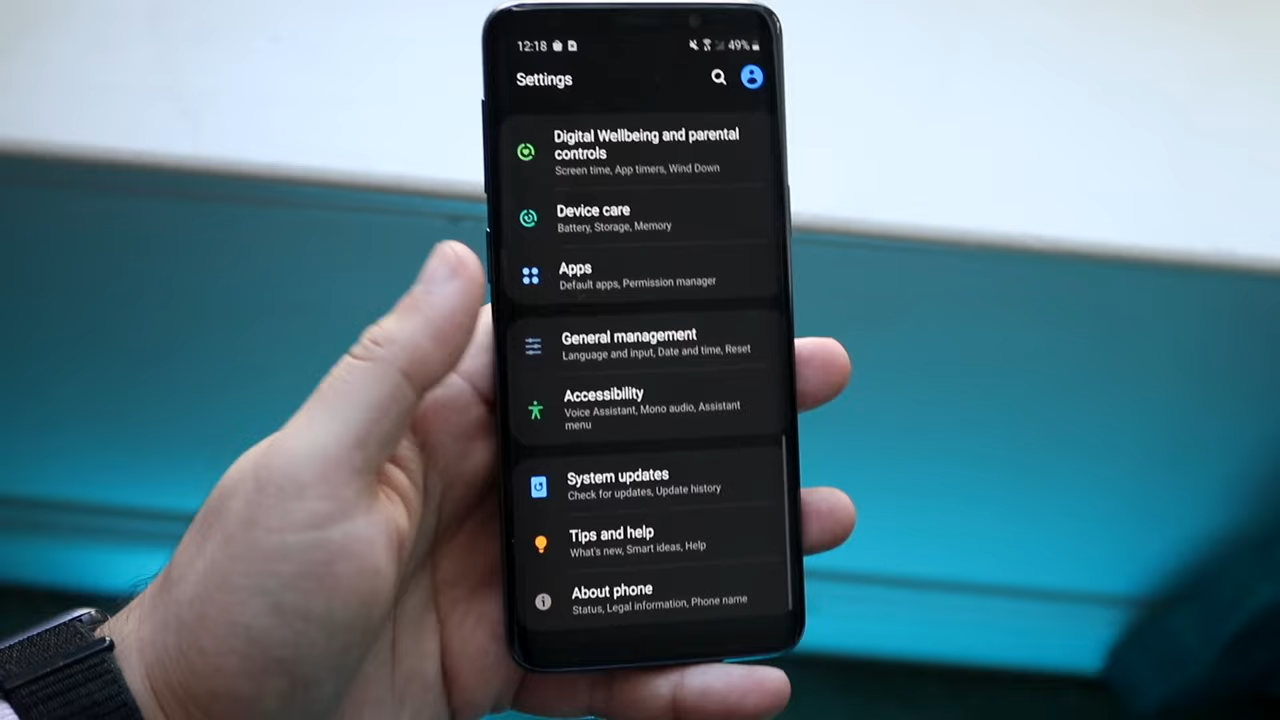 12:18 49%
Settings
Digital Wellbeing and parental
controls
Screen time, App timers, Wind Down
Device care
Battery, Storage, Memory
Apps
Default apps, Permission manager
General management
Language and input, Date and time, Reset
Accessibility
Voice Assistant, Mono audio, Assistant
menu
System updates
Check for updates, Update history
Tips and help
What's new, Smart ideas, Help
About phone
Status, Legal information, Phone name